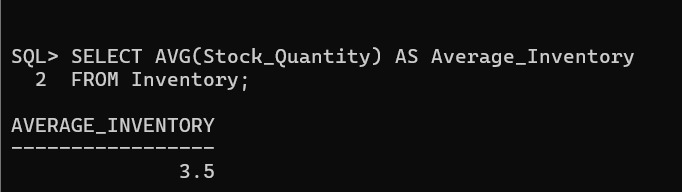 SQL> SELECT AVG(Stock_Quantity) AS Average_Inventory
  2  FROM Inventory;
AVERAGE_INVENTORY
-----------------
              3.5